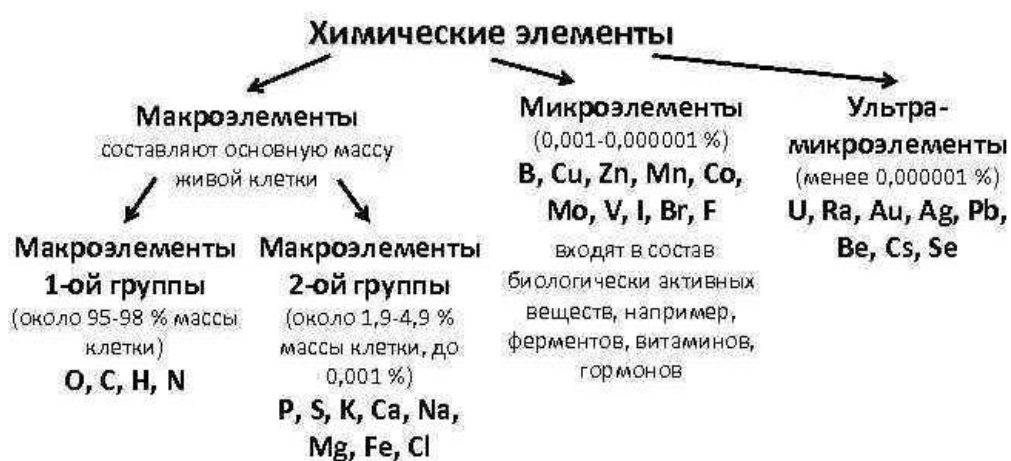 Химические элементы
Макроэлементы
составляют основную массу
живой клетки
Макроэлементы
1-ой группы
(около 95-98 % массы
клетки)
O, C, H, N
Макроэлементы
2-ой группы
(около 1,9-4,9 %
массы клетки, до
0,001 %)
P, S, K, Ca, Na,
Mg, Fe, Cl
Микроэлементы
(0,001-0,000001 %)
B, Cu, Zn, Mn, Co,
Mo, V, I, Br, F
входят в состав
биологически активных
веществ, например,
ферментов, витаминов,
гормонов
Ультра-
микроэлементы
(менее 0,000001 %)
U, Ra, Au, Ag, Pb,
Be, Cs, Se